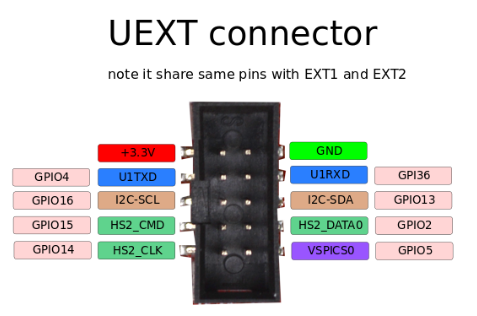 UEXT connector
note it share same pins with EXT1 and EXT2
+3.3V GND
GPIO4 U1TXD U1RXD GPI36
GPIO16 I2C-SCL I2C-SDA GPIO13
GPIO15 HS2_CMD HS2_DATA0 GPIO2
GPIO14 HS2_CLK VSPICS0 GPIO5